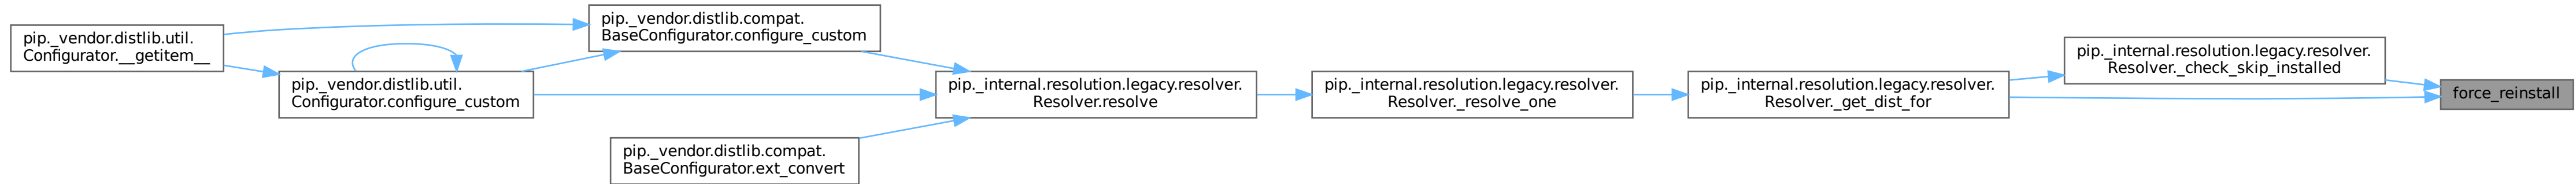 pip._vendor.distlib.util.
Configurator.__getitem__
pip._vendor.distlib.compat.
BaseConfigurator.configure_custom
pip._vendor.distlib.util.
Configurator.configure_custom
pip._vendor.distlib.compat.
BaseConfigurator.ext_convert
pip._internal.resolution.legacy.resolver.
Resolver.resolve
pip._internal.resolution.legacy.resolver.
Resolver._resolve_one
pip._internal.resolution.legacy.resolver.
Resolver._get_dist_for
pip._internal.resolution.legacy.resolver.
Resolver._check_skip_installed
force_reinstall